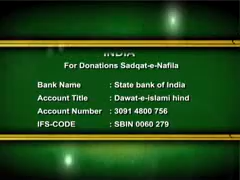 INDIA
For Donations Sadqat-e-Nafila
Bank Name : State bank of India
Account Title : Dawat-e-islami hind
Account Number : 3091 4800 756
IFS-CODE : SBIN 0060 279